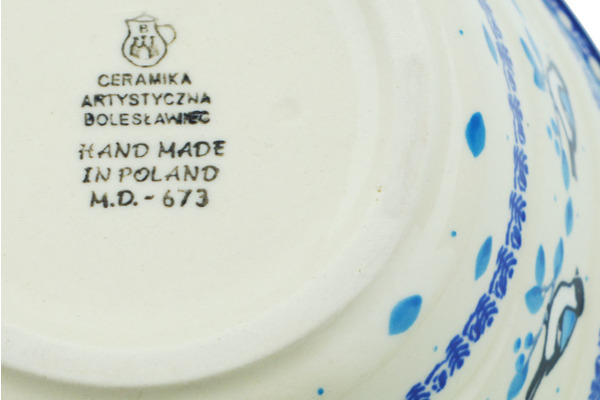 B
CERAMIKA
ARTYSTYCZNA
BOLESŁAWIEC
HAND MADE
IN POLAND
M.D. - 673